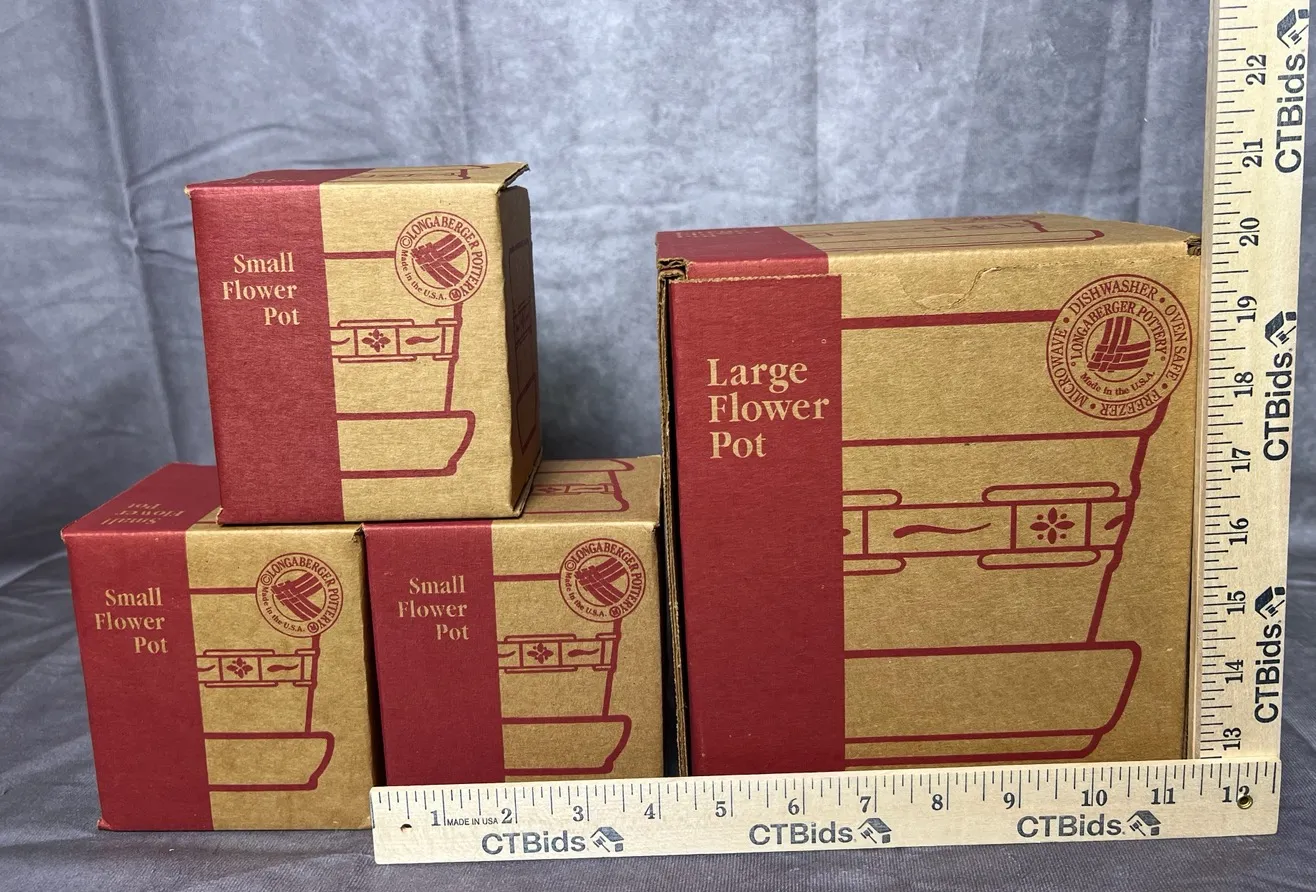 Small
Flower
Pot
©LONGABERGER POTTERY
Made in the U.S.A.
Large
Flower
Pot
MICROWAVE • DISHWASHER • OVEN SAFE • FREEZER •
LONGABERGER POTTERY
Made in the U.S.A.
Small
Flower
Pot
Small
Flower
Pot
©LONGABERGER POTTERY
Made in the U.S.A.
Small
Flower
Pot
©LONGABERGER POTTERY
Made in the U.S.A.
22
21
20
19
18
17
16
15
14
13
CTBids
CTBids
CTBids
1 MADE IN USA 2 3 4 5 6 7 8 9 10 11 12
CTBids CTBids CTBids